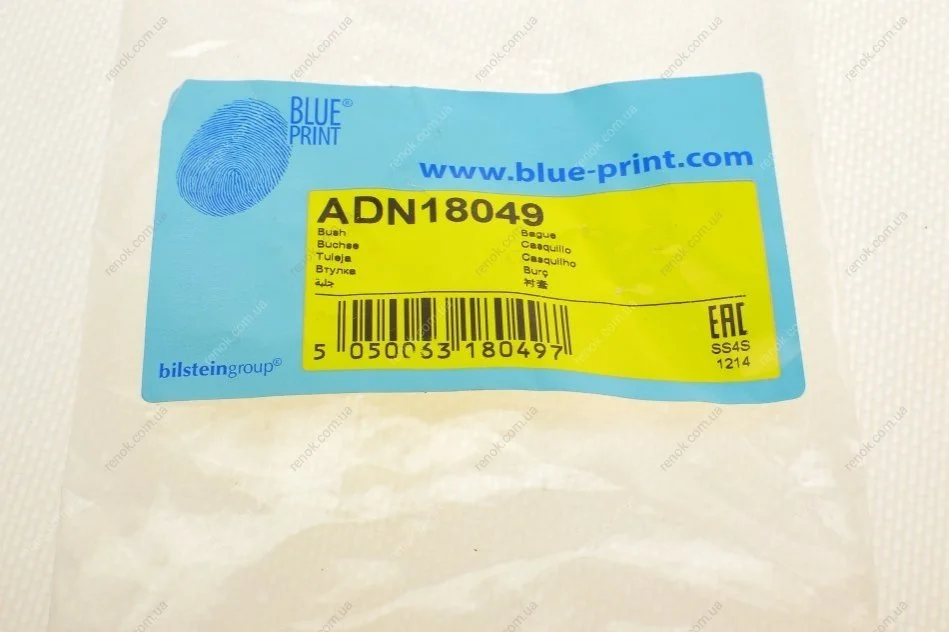 BLUE®
PRINT
www.blue-print.com
ADN18049
Bush
Buchse
Tuleja
Втулка
جلبة
Bague
Casquillo
Casquilho
Burç
衬套
5 050063 180497
EAC
SS4S
1214
bilsteingroup®
renok.com.ua